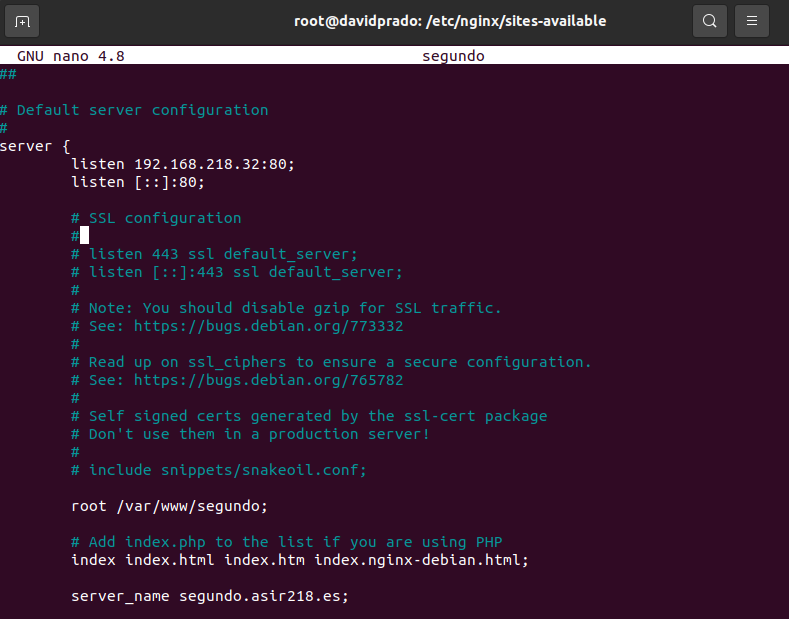 root@davidprado: /etc/nginx/sites-available
GNU nano 4.8 segundo
##
# Default server configuration
#
server {
listen 192.168.218.32:80;
listen [::]:80;
# SSL configuration
#
# listen 443 ssl default_server;
# listen [::]:443 ssl default_server;
#
# Note: You should disable gzip for SSL traffic.
# See: https://bugs.debian.org/773332
#
# Read up on ssl_ciphers to ensure a secure configuration.
# See: https://bugs.debian.org/765782
#
# Self signed certs generated by the ssl-cert package
# Don't use them in a production server!
#
# include snippets/snakeoil.conf;
root /var/www/segundo;
# Add index.php to the list if you are using PHP
index index.html index.htm index.nginx-debian.html;
server_name segundo.asir218.es;